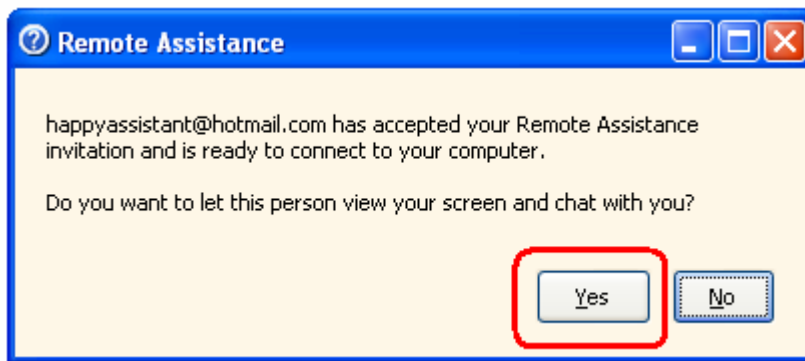 Remote Assistance
happyassistant@hotmail.com has accepted your Remote Assistance
invitation and is ready to connect to your computer.
Do you want to let this person view your screen and chat with you?
Yes No